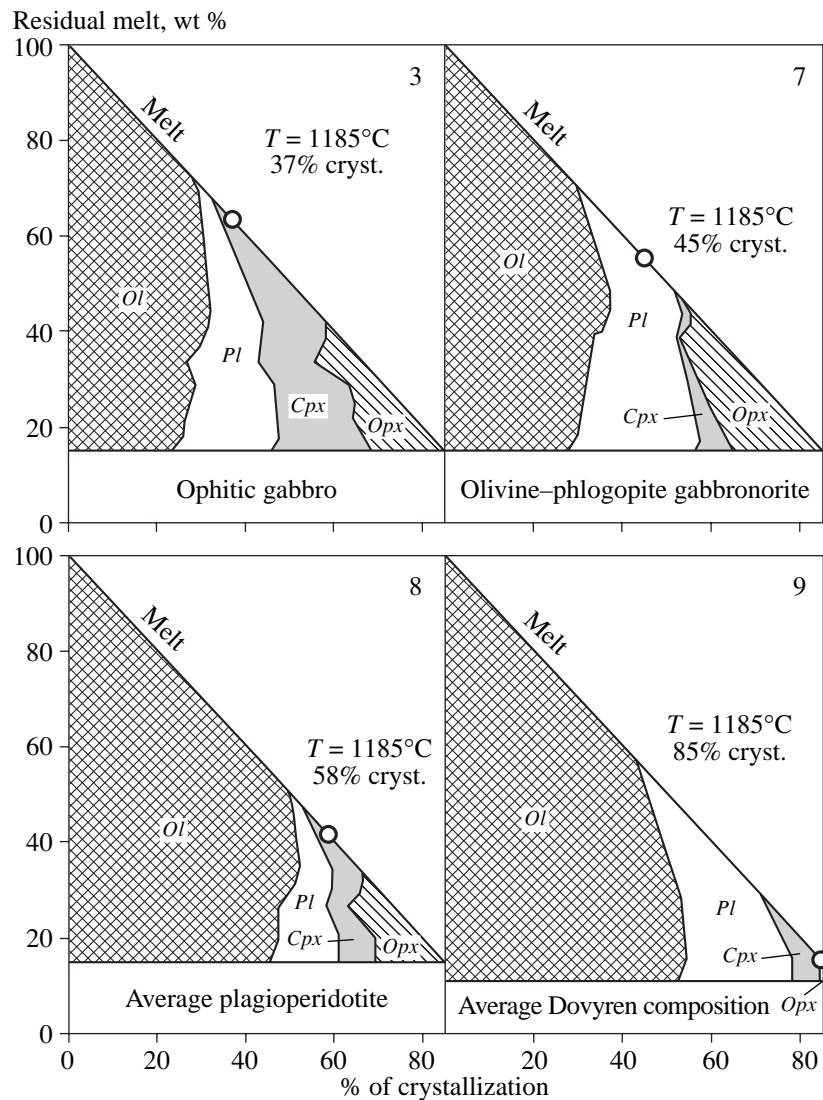 Residual melt, wt %
100
80
60
40
20
0
3
Melt
T = 1185°C
37% cryst.
Ol
Pl
Cpx
Opx
Ophitic gabbro
7
Melt
T = 1185°C
45% cryst.
Ol
Pl
Cpx
Opx
Olivine–phlogopite gabbronorite
100
80
60
40
20
0
8
Melt
T = 1185°C
58% cryst.
Ol
Pl
Cpx
Opx
Average plagioperidotite
9
Melt
T = 1185°C
85% cryst.
Ol
Pl
Cpx
Average Dovyren composition
Opx
0 20 40 60 80
20 40 60 80
% of crystallization